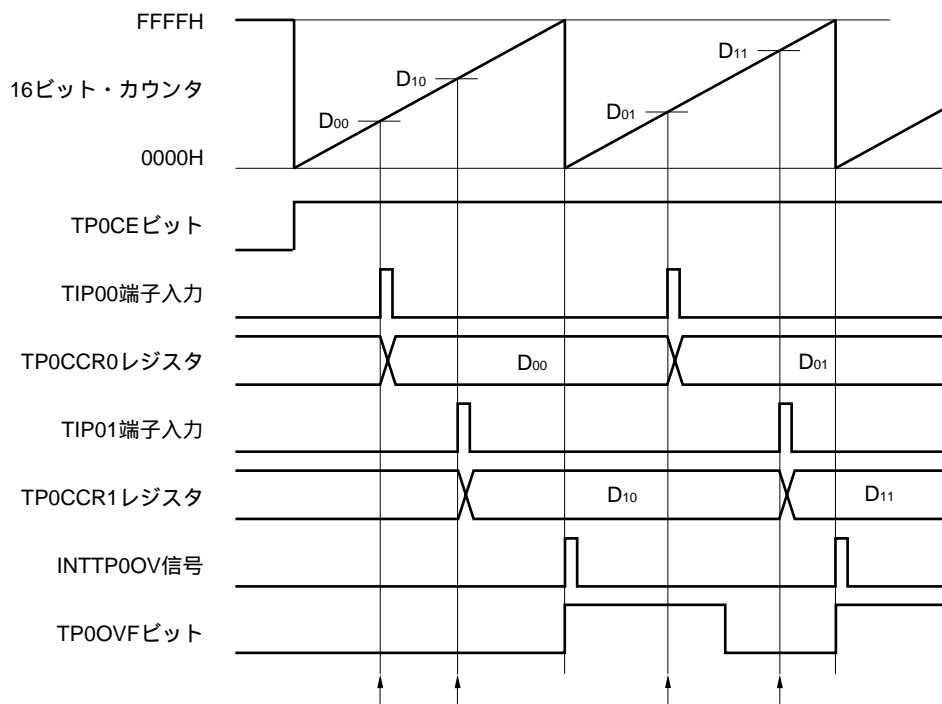 FFFFH
16ビット・カウンタ
0000H
D00
D10
D01
D11
TP0CEビット
TIP00端子入力
TP0CCR0レジスタ
D00
D01
TIP01端子入力
TP0CCR1レジスタ
D10
D11
INTTP0OV信号
TP0OVFビット